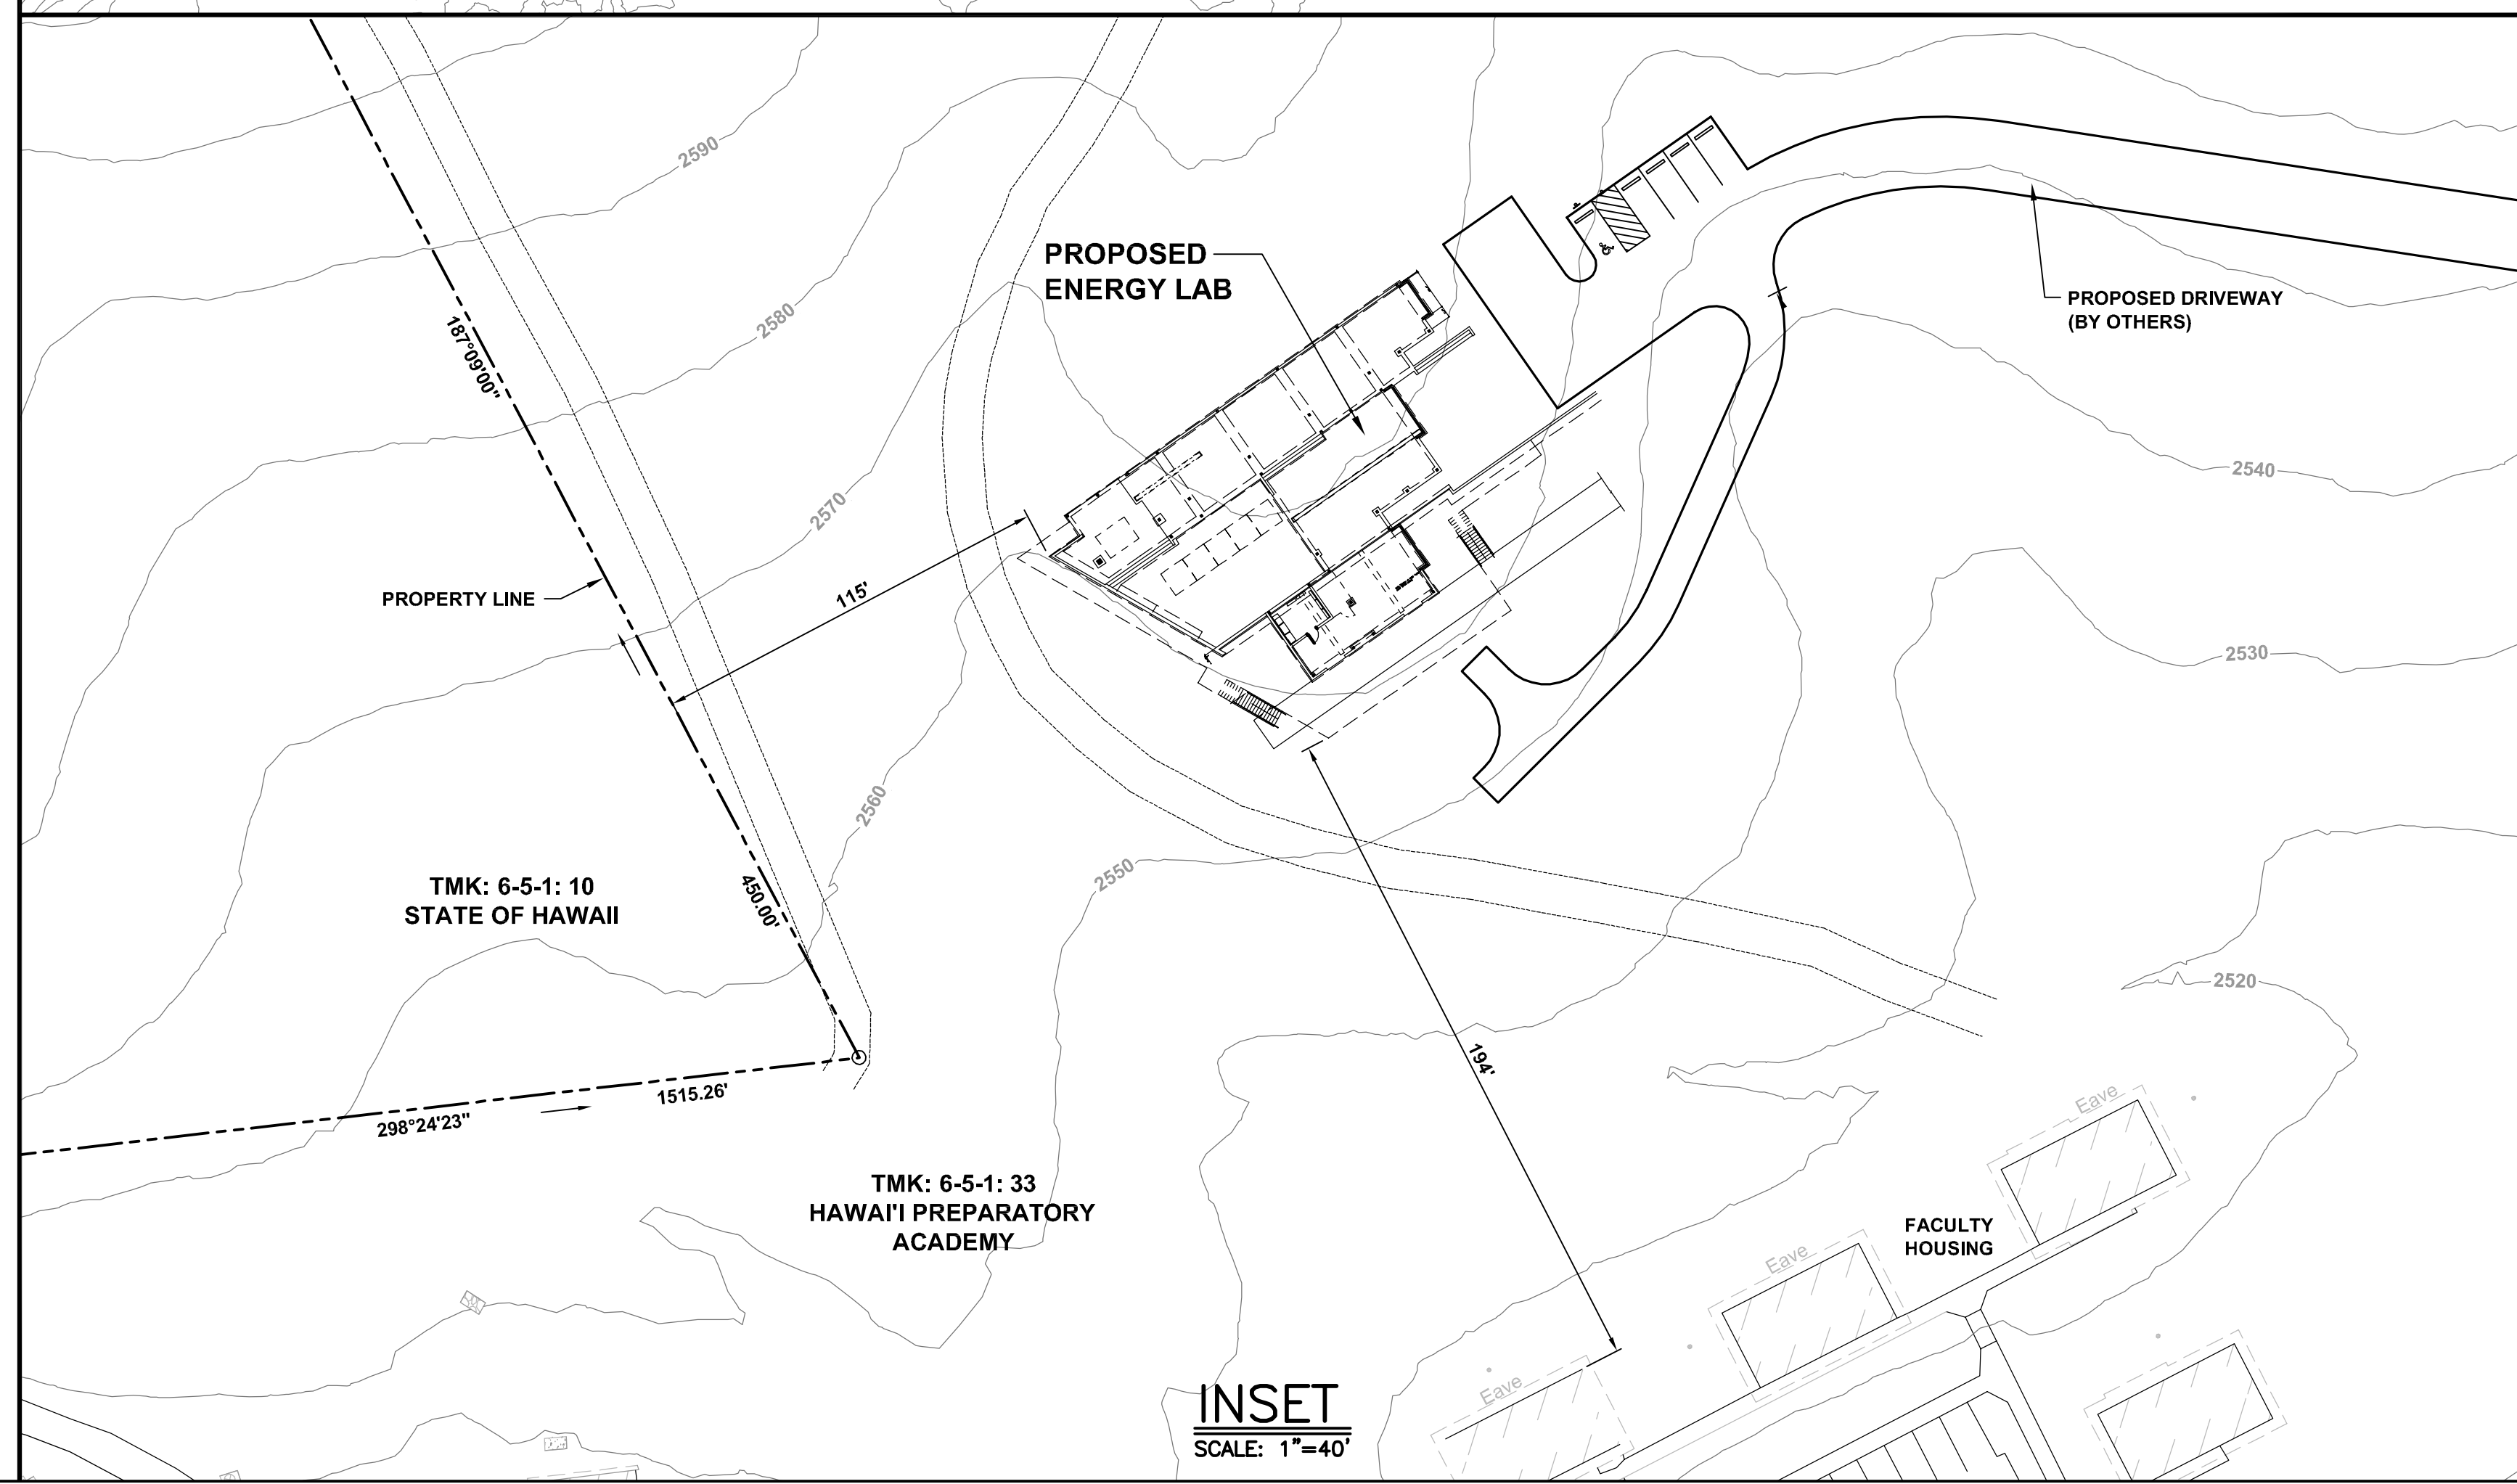 2590
PROPOSED
ENERGY LAB
2580
187°09'00"
PROPOSED DRIVEWAY
(BY OTHERS)
2570
2540
115'
PROPERTY LINE
2530
2560
2550
TMK: 6-5-1: 10
STATE OF HAWAII
450.00'
2520
194'
1515.26'
298°24'23"
Eave
TMK: 6-5-1: 33
HAWAI'I PREPARATORY
ACADEMY
FACULTY
HOUSING
Eave
Eave
INSET
SCALE: 1"=40'